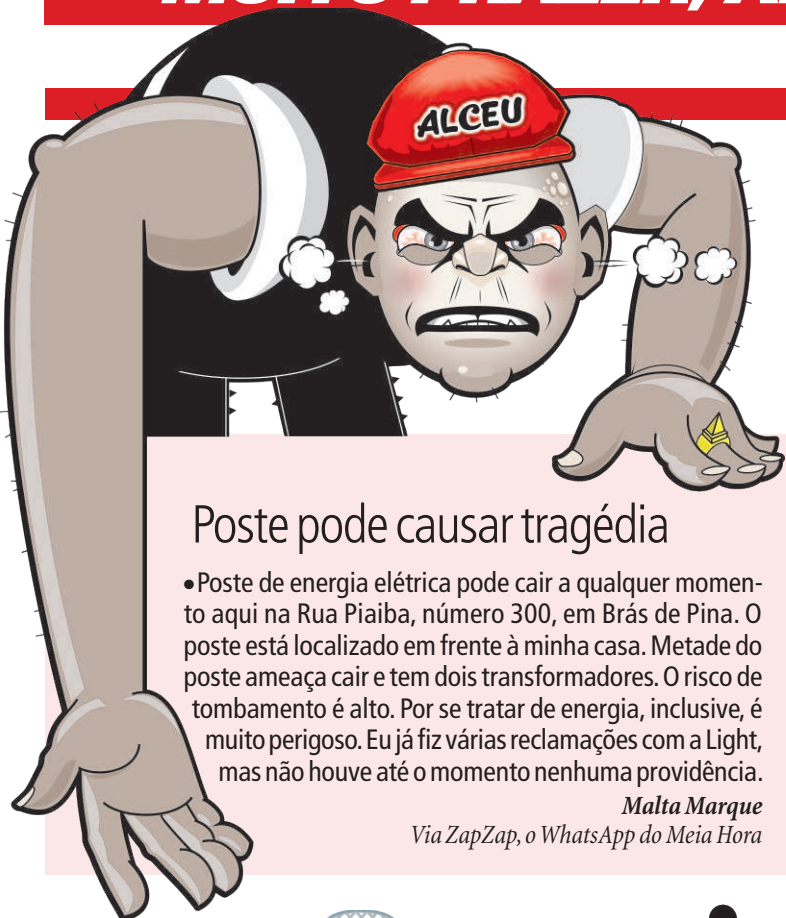 ALCEU
Poste pode causar tragédia
•Poste de energia elétrica pode cair a qualquer momen-
to aqui na Rua Piaiba, número 300, em Brás de Pina. O
poste está localizado em frente à minha casa. Metade do
poste ameaça cair e tem dois transformadores. O risco de
tombamento é alto. Por se tratar de energia, inclusive, é
muito perigoso. Eu já fiz várias reclamações com a Light,
mas não houve até o momento nenhuma providência.
Malta Marque
Via ZapZap, o WhatsApp do Meia Hora